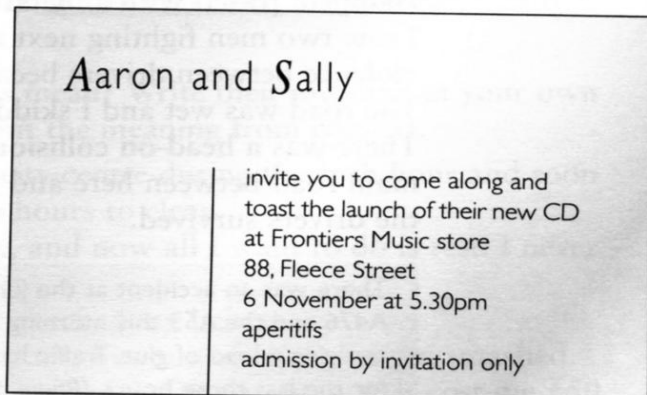 Aaron and Sally
invite you to come along and
toast the launch of their new CD
at Frontiers Music store
88, Fleece Street
6 November at 5.30pm
aperitifs
admission by invitation only